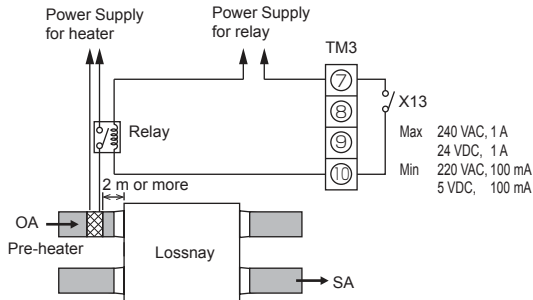 Power Supply
for heater
Power Supply
for relay
TM3
⑦
⑧
⑨
⑩
X13
Max 240 VAC, 1 A
24 VDC, 1 A
Min 220 VAC, 100 mA
5 VDC, 100 mA
Relay
2 m or more
OA
Pre-heater
Lossnay
SA